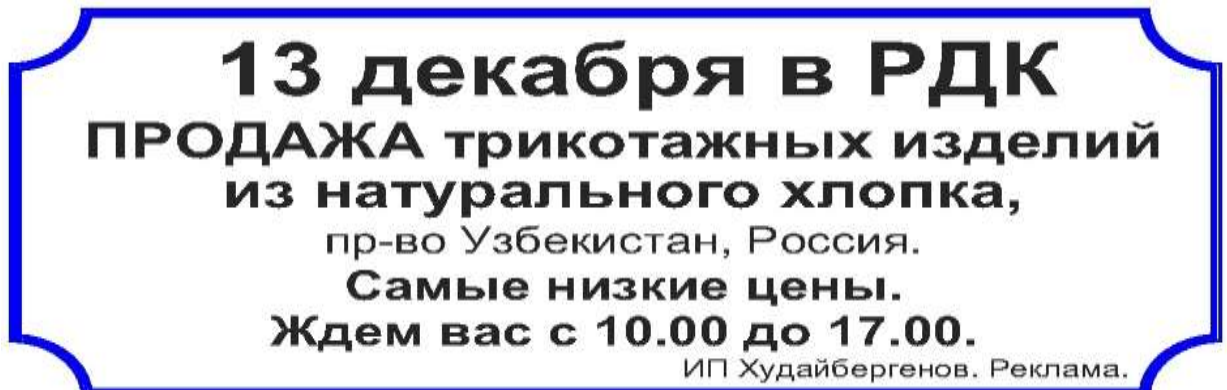 13 декабря в РДК
ПРОДАЖА трикотажных изделий
из натурального хлопка,
пр-во Узбекистан, Россия.
Самые низкие цены.
Ждем вас с 10.00 до 17.00.
ИП Худайбергенов. Реклама.